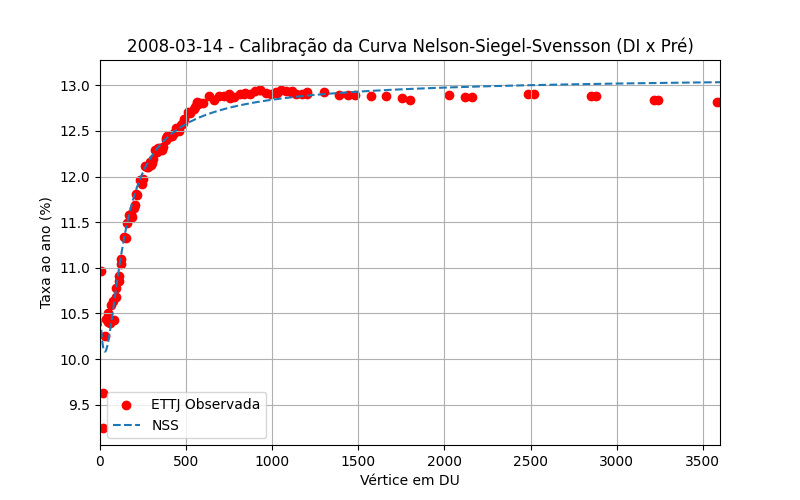 2008-03-14 - Calibração da Curva Nelson-Siegel-Svensson (DI x Pré)
Taxa ao ano (%)
13.0
12.5
12.0
11.5
11.0
10.5
10.0
9.5
ETTJ Observada
NSS
0 500 1000 1500 2000 2500 3000 3500
Vértice em DU